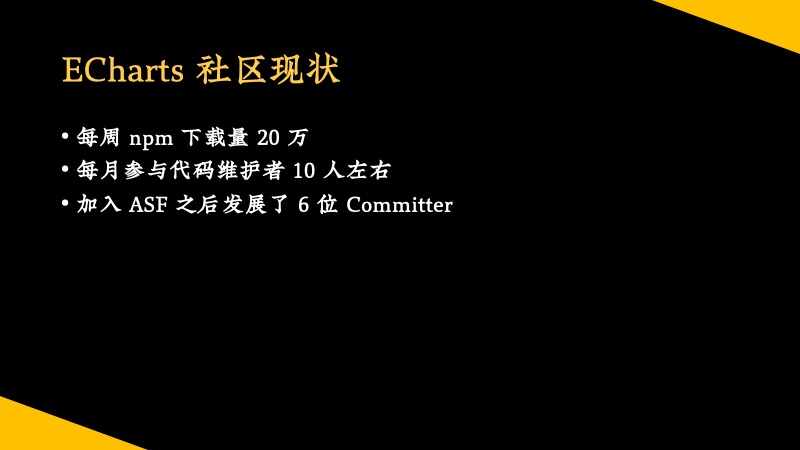 ECharts 社区现状
• 每周 npm 下载量 20 万
• 每月参与代码维护者 10 人左右
• 加入 ASF 之后发展了 6 位 Committer